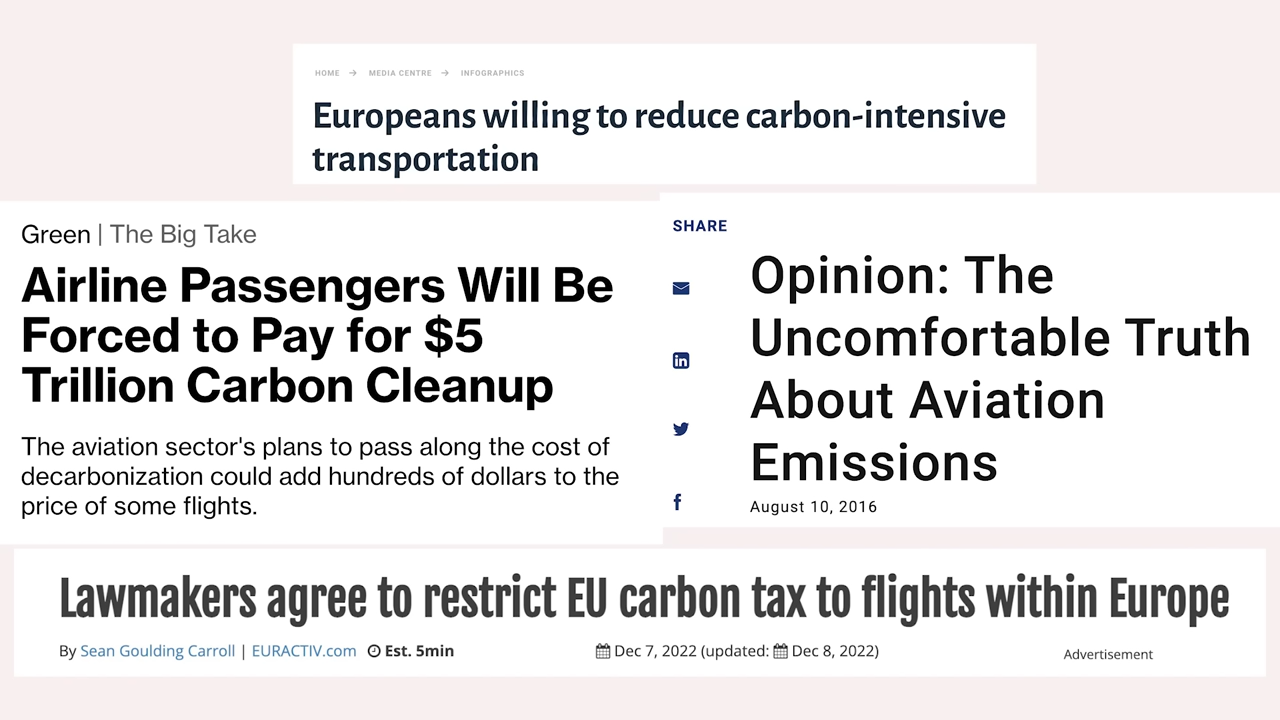 HOME → MEDIA CENTRE → INFOGRAPHICS
Europeans willing to reduce carbon-intensive
transportation
Green | The Big Take
Airline Passengers Will Be
Forced to Pay for $5
Trillion Carbon Cleanup
The aviation sector's plans to pass along the cost of
decarbonization could add hundreds of dollars to the
price of some flights.
SHARE
Opinion: The
Uncomfortable Truth
About Aviation
Emissions
August 10, 2016
Lawmakers agree to restrict EU carbon tax to flights within Europe
By Sean Goulding Carroll | EURACTIV.com Est. 5min Dec 7, 2022 (updated: Dec 8, 2022) Advertisement